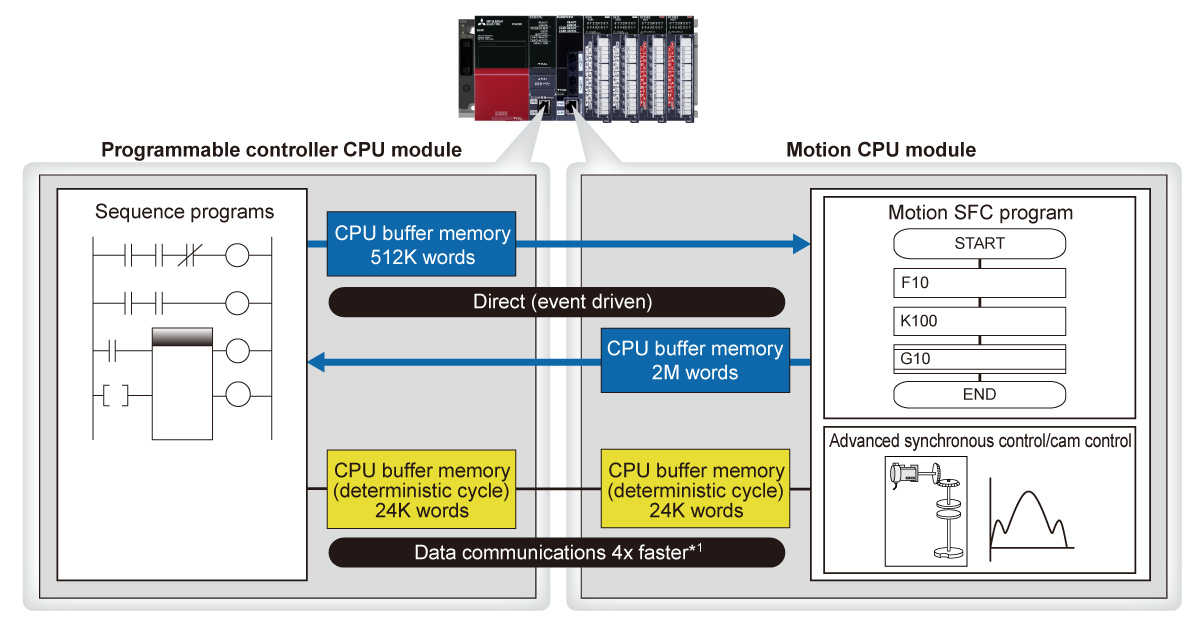 MITSUBISHI
ELECTRIC
Programmable controller CPU module
Motion CPU module
Sequence programs
CPU buffer memory
512K words
Direct (event driven)
CPU buffer memory
2M words
CPU buffer memory
(deterministic cycle)
24K words
CPU buffer memory
(deterministic cycle)
24K words
Data communications 4x faster*1
Motion SFC program
START
F10
K100
G10
END
Advanced synchronous control/cam control